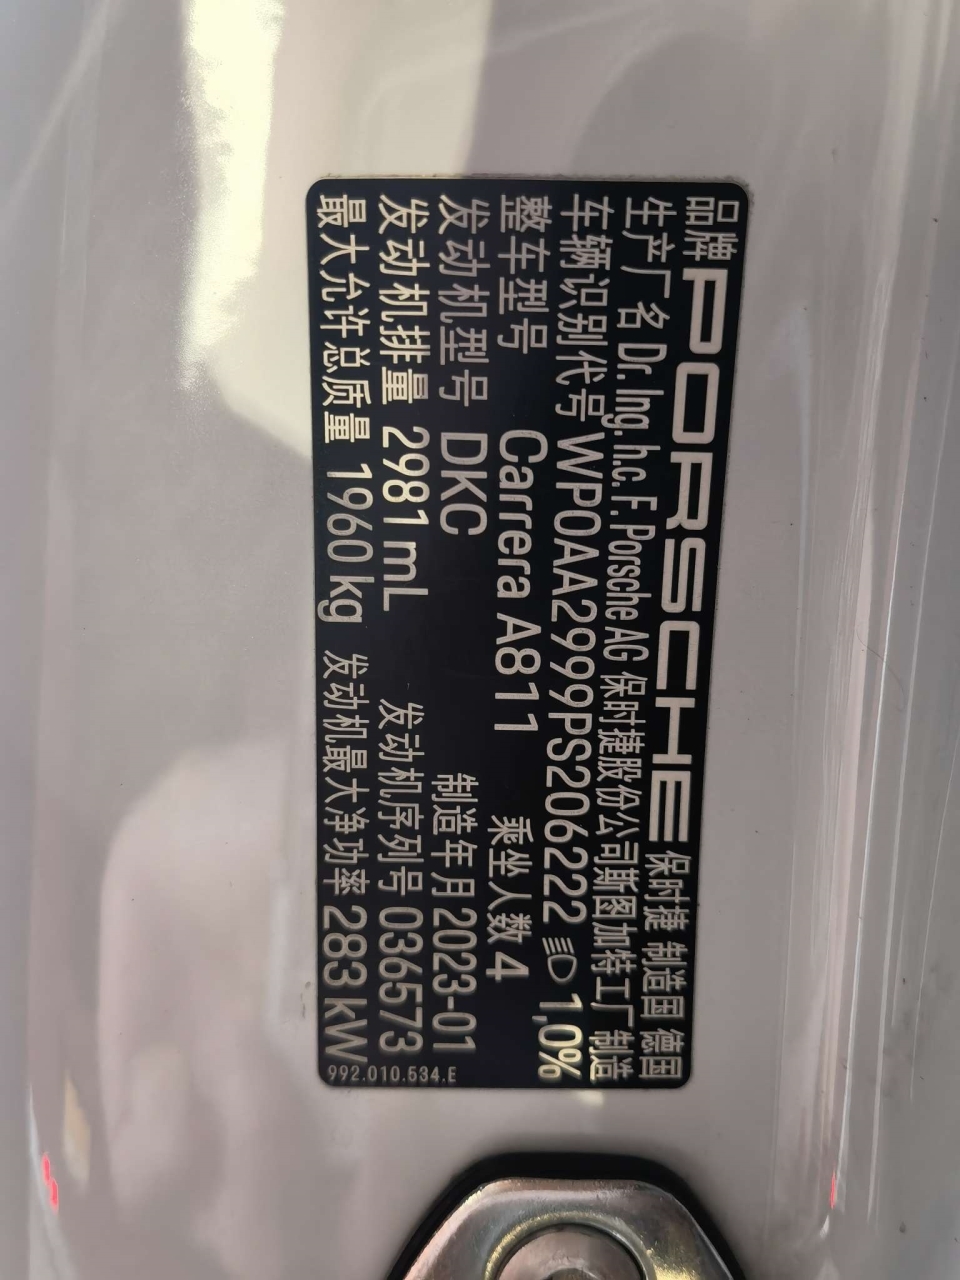 品牌 PORSCHE 保时捷 制造国 德国
生产厂名 Dr. Ing. h.c. F. Porsche AG 保时捷股份公司斯图加特工厂 制造
车辆识别代号 WP0AA2999PS206222 1,0%
整车型号 Carrera A811 乘坐人数 4
发动机型号 DKC 制造年月 2023-01
发动机排量 2981 mL 发动机序列号 036573
最大允许总质量 1960 kg 发动机最大净功率 283 kW
992.010.534.E